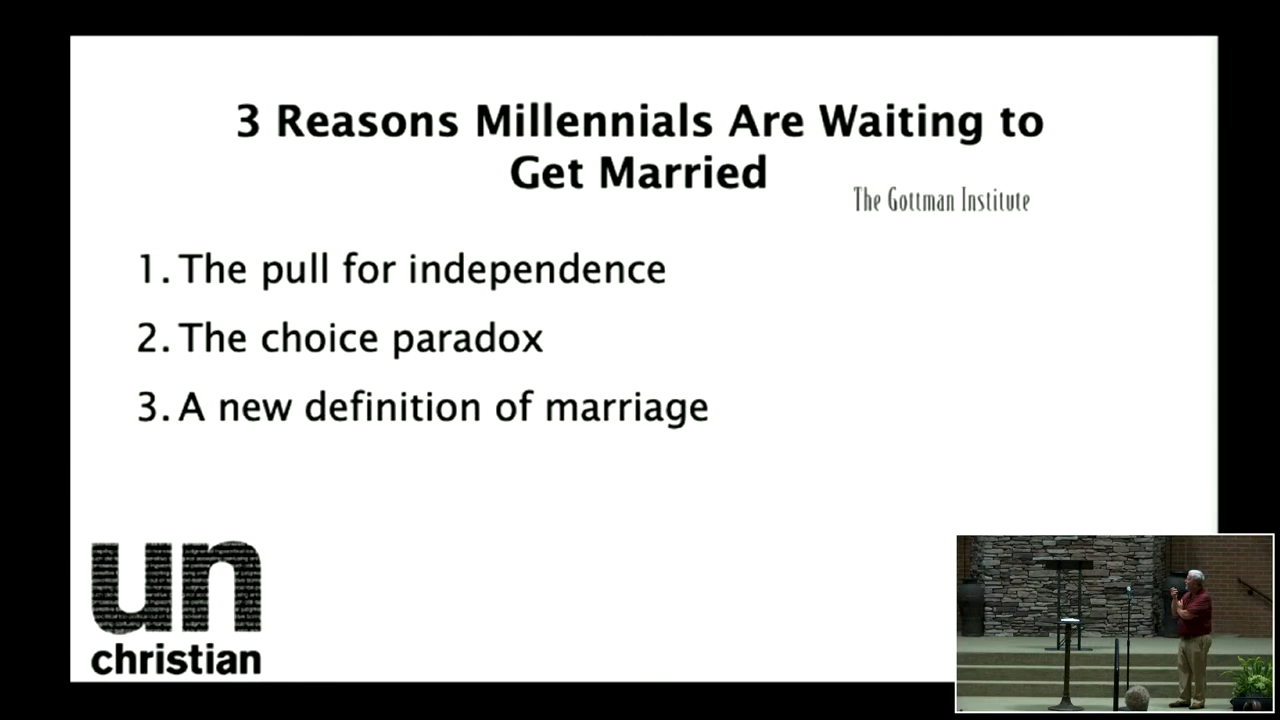 3 Reasons Millennials Are Waiting to
Get Married
The Gottman Institute
1. The pull for independence
2. The choice paradox
3. A new definition of marriage
un
christian